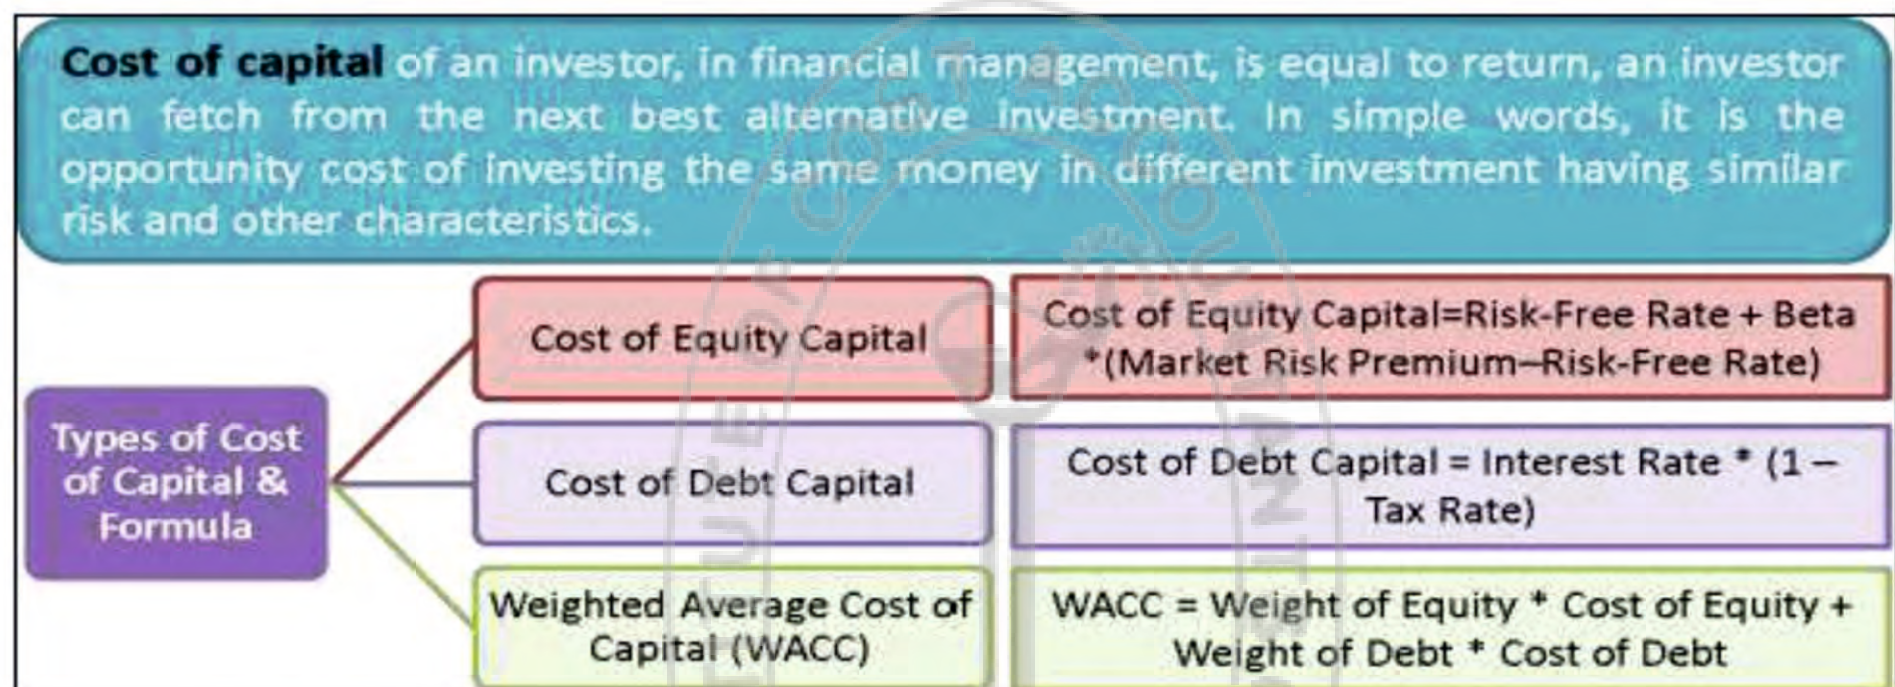 Cost of capital of an investor, in financial management, is equal to return, an investor
can fetch from the next best alternative investment. In simple words, it is the
opportunity cost of investing the same money in different investment having similar
risk and other characteristics.
Types of Cost
of Capital &
Formula
Cost of Equity Capital
Cost of Equity Capital=Risk-Free Rate + Beta
*(Market Risk Premium–Risk-Free Rate)
Cost of Debt Capital
Cost of Debt Capital = Interest Rate * (1 –
Tax Rate)
Weighted Average Cost of
Capital (WACC)
WACC = Weight of Equity * Cost of Equity +
Weight of Debt * Cost of Debt